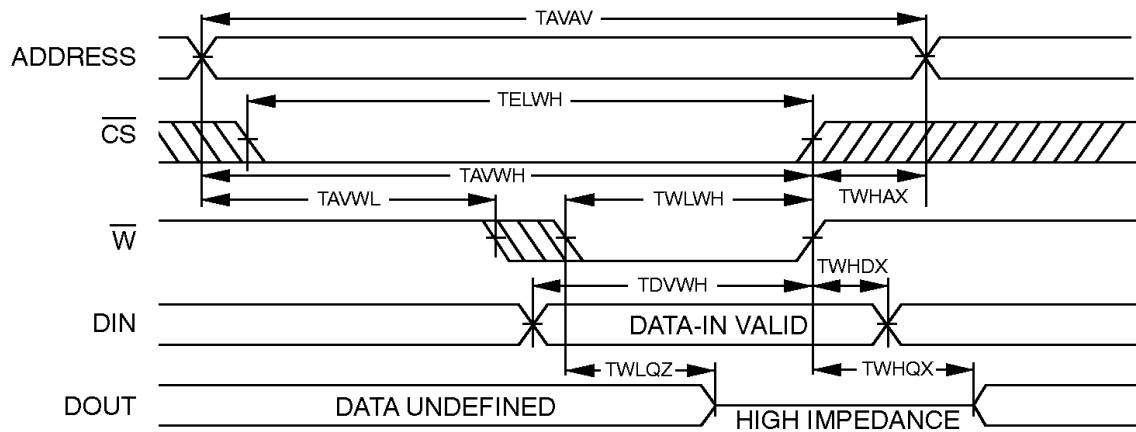 TAVAV
ADDRESS
TELWH
CS
TAVWH
TAVWL
TWLWH
TWHAX
W
TDVWH
TWHDX
DIN
DATA-IN VALID
TWLQZ
TWHQX
DOUT
DATA UNDEFINED
HIGH IMPEDANCE